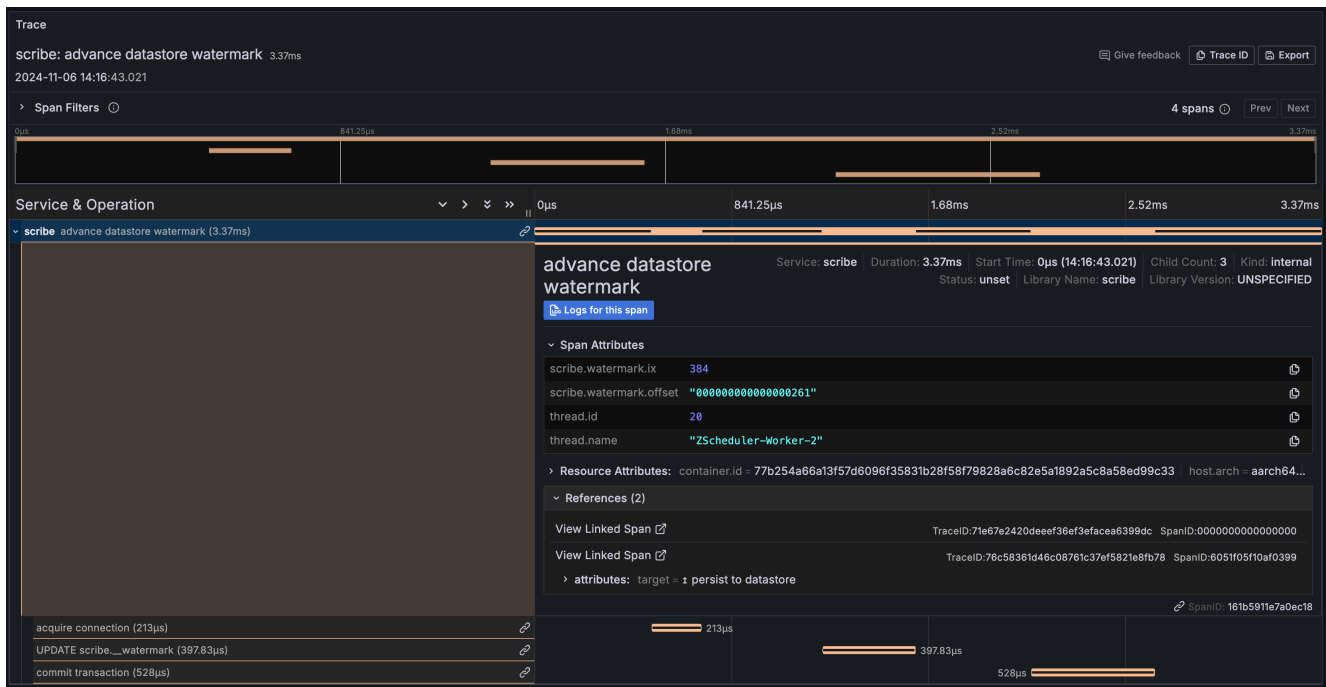 Trace
scribe: advance datastore watermark 3.37ms
Give feedback Trace ID Export
2024-11-06 14:16:43.021
Span Filters
4 spans Prev Next
0µs 841.25µs 1.68ms 2.52ms 3.37ms
Service & Operation
0µs 841.25µs 1.68ms 2.52ms 3.37ms
scribe advance datastore watermark (3.37ms)
advance datastore watermark
Service: scribe Duration: 3.37ms Start Time: 0µs (14:16:43.021) Child Count: 3 Kind: internal
Status: unset Library Name: scribe Library Version: UNSPECIFIED
Logs for this span
Span Attributes
scribe.watermark.ix 384
scribe.watermark.offset "000000000000000261"
thread.id 20
thread.name "ZScheduler-Worker-2"
Resource Attributes: container.id = 77b254a66a13f57d6096f35831b28f58f79828a6c82e5a1892a5c8a58ed99c33 host.arch = aarch64...
References (2)
View Linked Span TraceID:71e67e2420deeef36ef3efacea6399dc SpanID:0000000000000000
View Linked Span TraceID:76c58361d46c08761c37ef5821e8fb78 SpanID:6051f05f10af0399
attributes: target = ↥ persist to datastore
SpanID: 161b5911e7a0ec18
acquire connection (213µs) 213µs
UPDATE scribe.__watermark (397.83µs) 397.83µs
commit transaction (528µs) 528µs